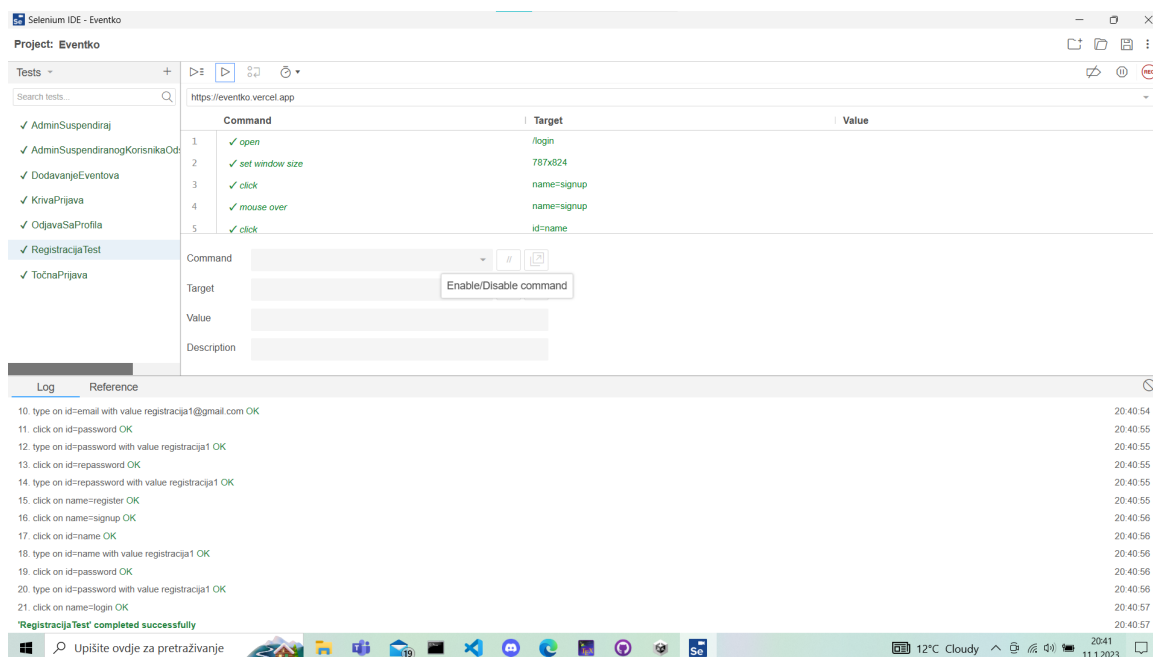 Selenium IDE - Eventko
Project: Eventko
Tests
Search tests...
✓ AdminSuspendiraj
✓ AdminSuspendiranogKorisnikaOd
✓ DodavanjeEventova
✓ KrivaPrijava
✓ OdjavaSaProfila
✓ RegistracijaTest
✓ TočnaPrijava
REC
https://eventko.vercel.app
Command Target Value
1 ✓ open /login
2 ✓ set window size 787x824
3 ✓ click name=signup
4 ✓ mouse over name=signup
5 ✓ click id=name
Command //
Enable/Disable command
Target
Value
Description
Log Reference
10. type on id=email with value registracija1@gmail.com OK 20:40:54
11. click on id=password OK 20:40:55
12. type on id=password with value registracija1 OK 20:40:55
13. click on id=repassword OK 20:40:55
14. type on id=repassword with value registracija1 OK 20:40:55
15. click on name=register OK 20:40:55
16. click on name=signup OK 20:40:56
17. click on id=name OK 20:40:56
18. type on id=name with value registracija1 OK 20:40:56
19. click on id=password OK 20:40:56
20. type on id=password with value registracija1 OK 20:40:56
21. click on name=login OK 20:40:57
'RegistracijaTest' completed successfully 20:40:57
Upišite ovdje za pretraživanje 19 Se 12°C Cloudy 20:41
11.1.2023